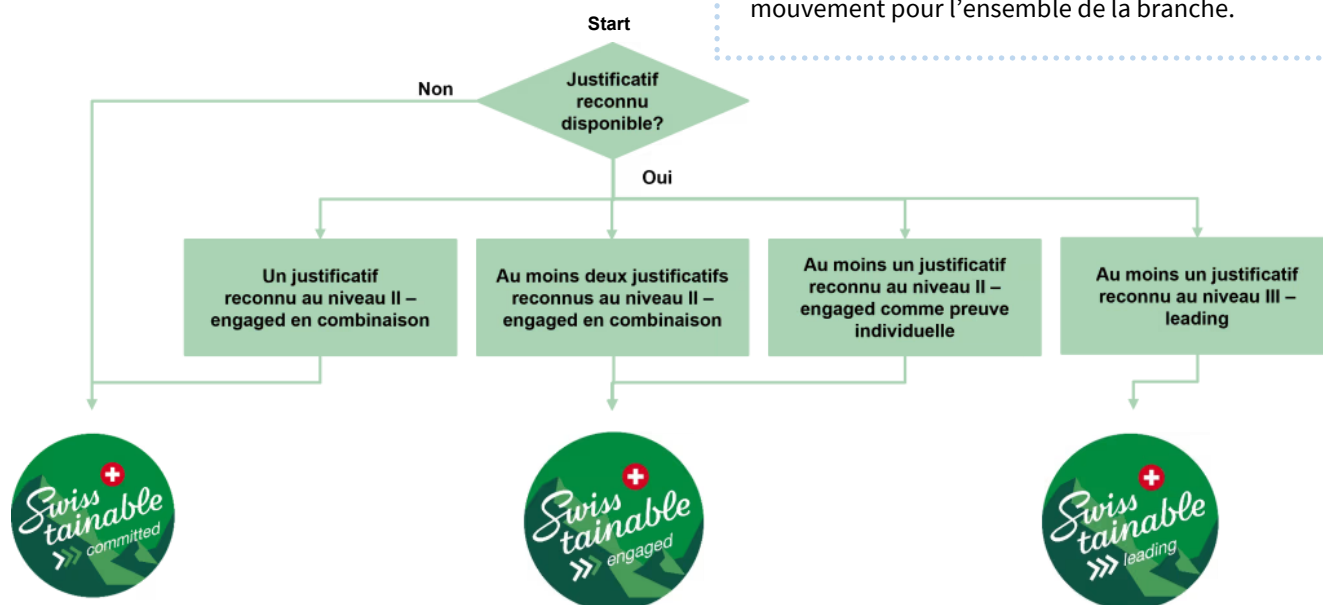 mouvement pour l’ensemble de la branche.
Start
Justificatif
reconnu
disponible?
Non
Oui
Un justificatif
reconnu au niveau II –
engaged en combinaison
Au moins deux justificatifs
reconnus au niveau II –
engaged en combinaison
Au moins un justificatif
reconnu au niveau II –
engaged comme preuve
individuelle
Au moins un justificatif
reconnu au niveau III –
leading
Swiss
tainable
committed
Swiss
tainable
engaged
Swiss
tainable
leading